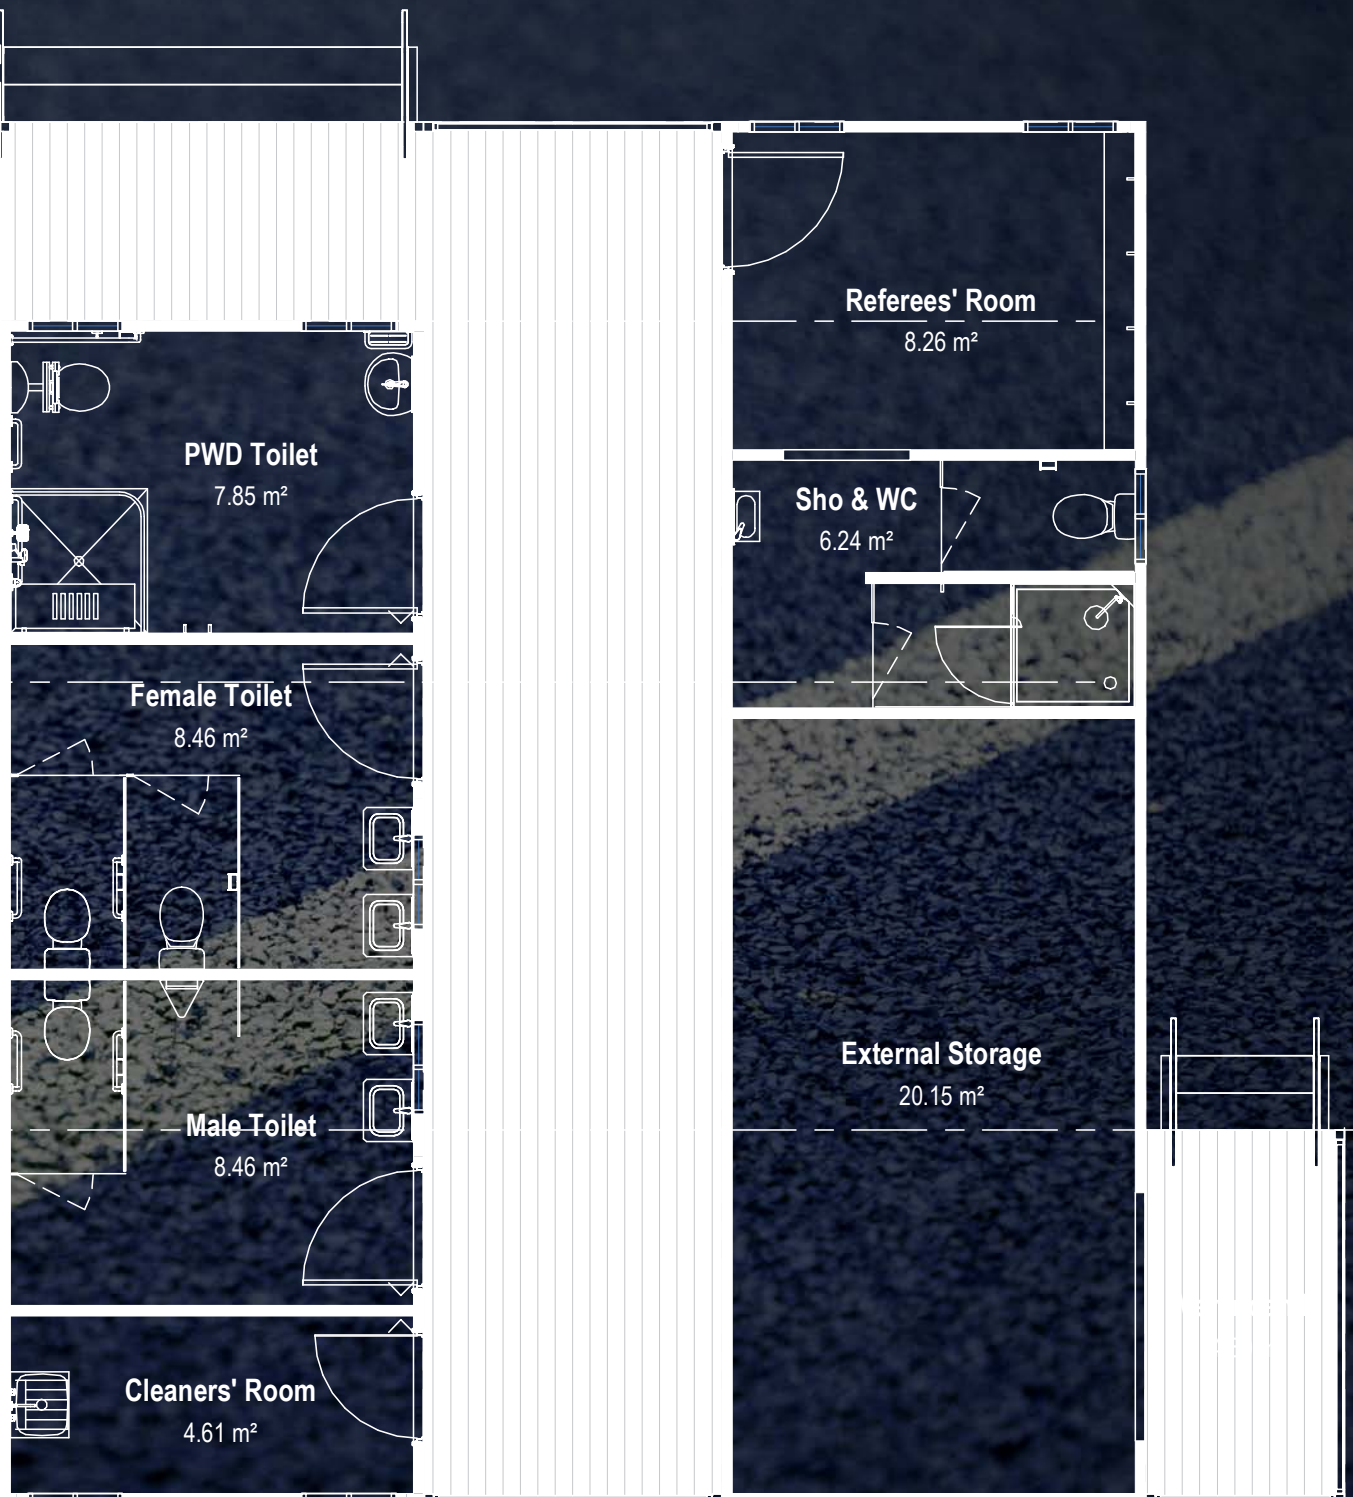 Referees' Room
8.26 m²
PWD Toilet
7.85 m²
Sho & WC
6.24 m²
Female Toilet
8.46 m²
External Storage
20.15 m²
Male Toilet
8.46 m²
Cleaners' Room
4.61 m²